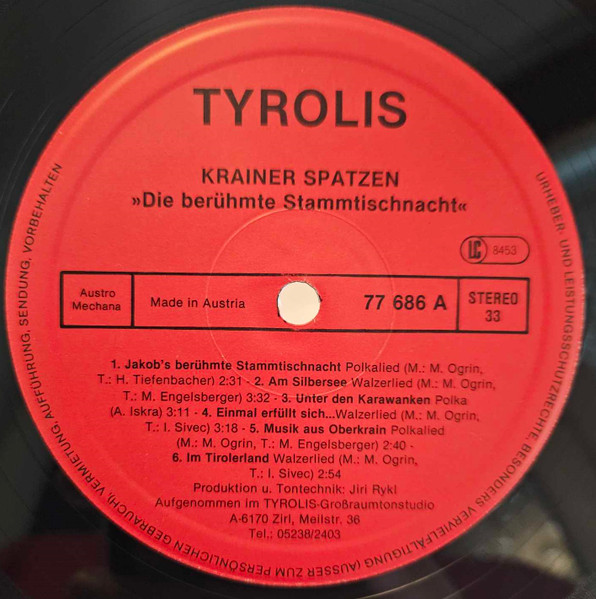 TYROLIS
KRAINER SPATZEN
»Die berühmte Stammtischnacht«
LC 8453
Austro
Mechana
Made in Austria
77 686 A
STEREO
33
1. Jakob's berühmte Stammtischnacht Polkalied (M.: M. Ogrin,
T.: H. Tiefenbacher) 2:31 - 2. Am Silbersee Walzerlied (M.: M. Ogrin,
T.: M. Engelsberger) 3:32 - 3. Unter den Karawanken Polka
(A. Iskra) 3:11 - 4. Einmal erfüllt sich...Walzerlied (M.: M. Ogrin,
T.: I. Sivec) 3:18 - 5. Musik aus Oberkrain Polkalied
(M.: M. Ogrin, T.: M. Engelsberger) 2:40 -
6. Im Tirolerland Walzerlied (M.: M. Ogrin,
T.: I. Sivec) 2:54
Produktion u. Tontechnik: Jiri Rykl
Aufgenommen im TYROLIS-Großraumtonstudio
A-6170 Zirl, Meilstr. 36
Tel.: 05238/2403
URHEBER- UND LEISTUNGSSCHUTZRECHTE, BESONDERS VERVIELFÄLTIGUNG (AUSSER ZUM PERSÖNLICHEN GEBRAUCH), VERMIETUNG, AUFFÜHRUNG, SENDUNG, VORBEHALTEN